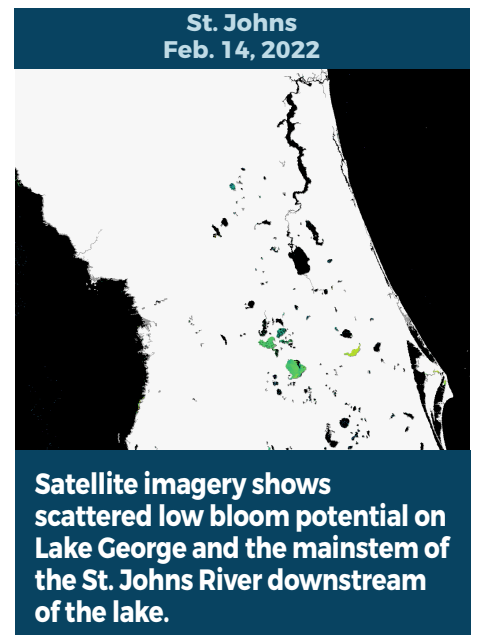 St. Johns
Feb. 14, 2022
Satellite imagery shows
scattered low bloom potential on
Lake George and the mainstem of
the St. Johns River downstream
of the lake.